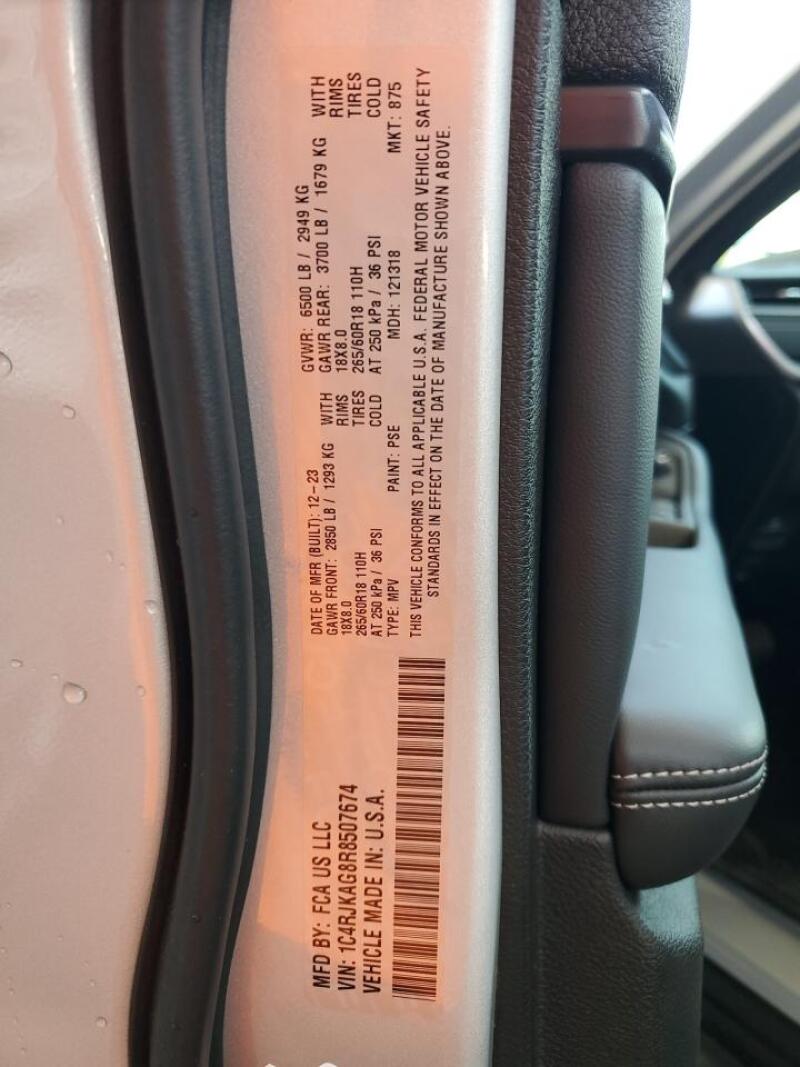 MFD BY: FCA US LLC
VIN: 1C4RJKAG8R8507674
VEHICLE MADE IN: U.S.A.
DATE OF MFR (BUILT): 12-23 GVWR: 6500 LB / 2949 KG
GAWR FRONT: 2850 LB / 1293 KG WITH GAWR REAR: 3700 LB / 1679 KG WITH
18X8.0 RIMS 18X8.0 RIMS
265/60R18 110H TIRES 265/60R18 110H TIRES
AT 250 kPa / 36 PSI COLD AT 250 kPa / 36 PSI COLD
TYPE: MPV PAINT: PSE MDH: 121318 MKT: 875
THIS VEHICLE CONFORMS TO ALL APPLICABLE U.S.A. FEDERAL MOTOR VEHICLE SAFETY
STANDARDS IN EFFECT ON THE DATE OF MANUFACTURE SHOWN ABOVE.